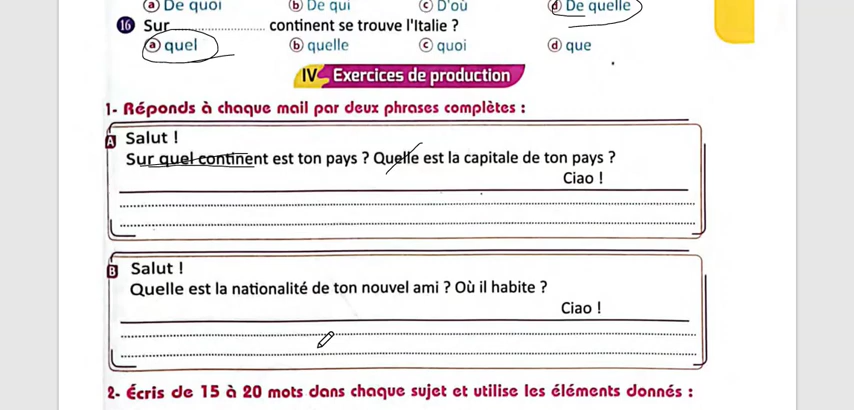 a De quoi b De qui c D'où d De quelle
16 Sur.................... continent se trouve l'Italie ?
a quel b quelle c quoi d que
IV Exercices de production
1- Réponds à chaque mail par deux phrases complètes :
A Salut !
Sur quel continent est ton pays ? Quelle est la capitale de ton pays ?
Ciao !
B Salut !
Quelle est la nationalité de ton nouvel ami ? Où il habite ?
Ciao !
2- Écris de 15 à 20 mots dans chaque sujet et utilise les éléments donnés :